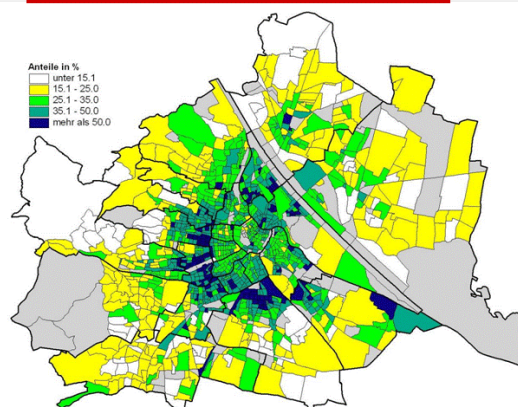 Anteile in %
unter 15.1
15.1 - 25.0
25.1 - 35.0
35.1 - 50.0
mehr als 50.0